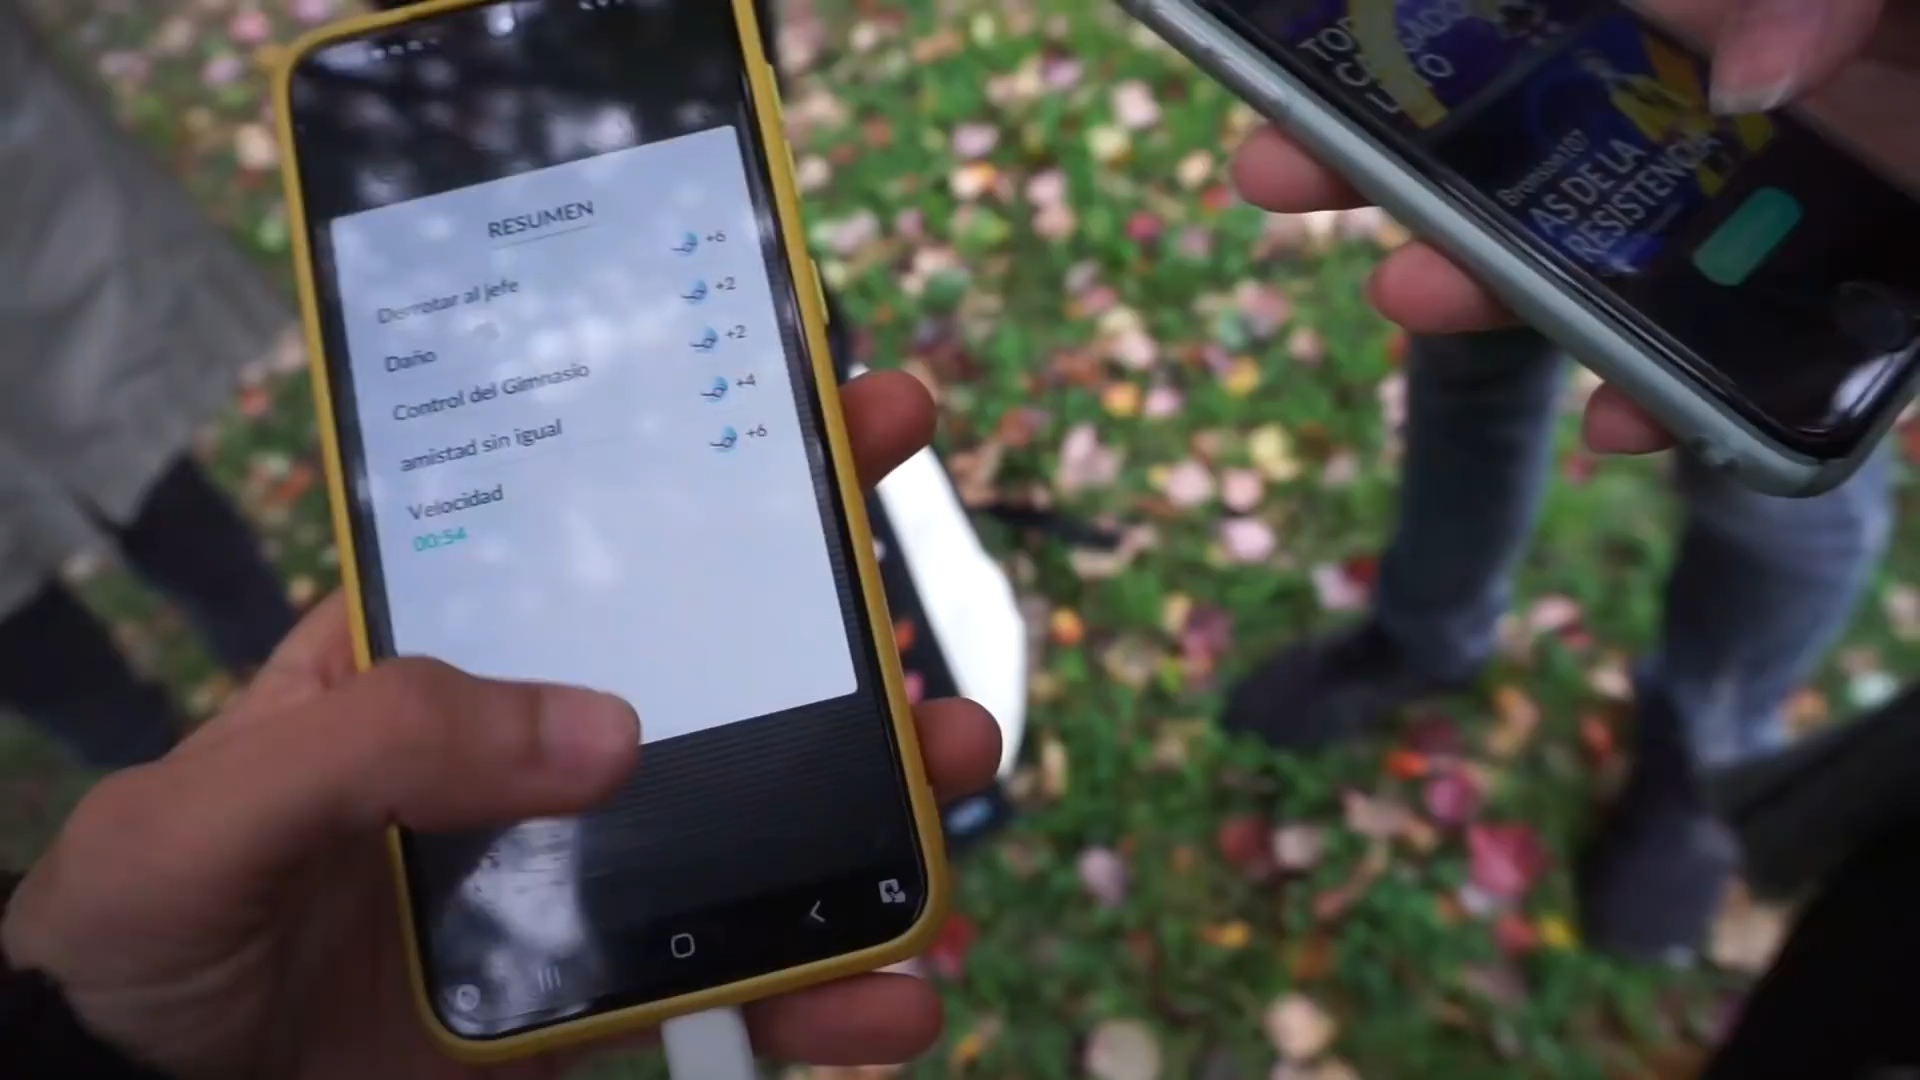 RESUMEN
Derrotar al jefe +6
Daño +2
Control del Gimnasio +2
amistad sin igual +4
Velocidad +6
00:54
Bronson107
AS DE LA
RESISTENCIA